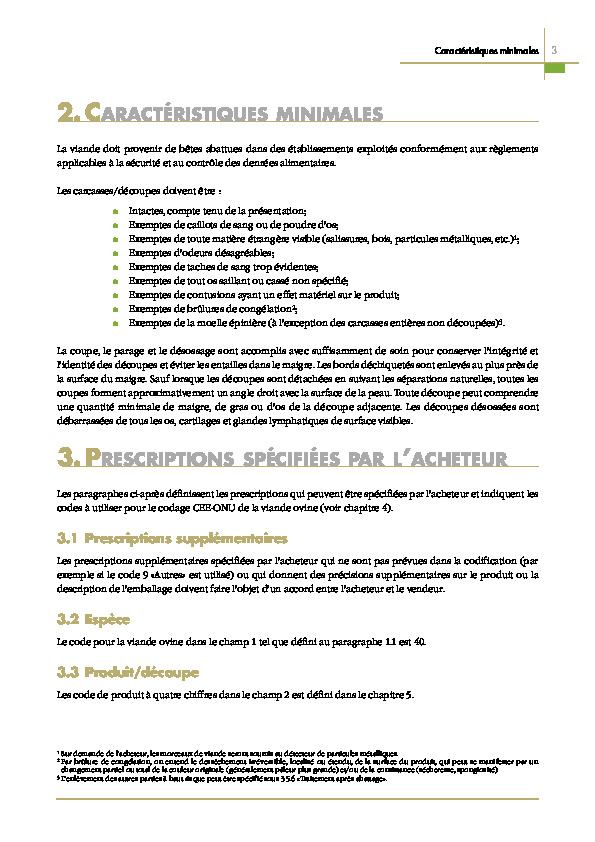 Caractéristiques minimales 3
2. CARACTÉRISTIQUES MINIMALES
La viande doit provenir de bêtes abattues dans des établissements exploités conformément aux règlements
applicables à la sécurité et au contrôle des denrées alimentaires.
Les carcasses/découpes doivent être :
Intactes, compte tenu de la présentation;
Exemptes de caillots de sang ou de poudre d'os;
Exemptes de toute matière étrangère visible (salissures, bois, particules métalliques, etc.)¹;
Exemptes d'odeurs désagréables;
Exemptes de taches de sang trop évidentes;
Exemptes de tout os saillant ou cassé non spécifié;
Exemptes de contusions ayant un effet matériel sur le produit;
Exemptes de brûlures de congélation²;
Exemptes de la moelle épinière (à l'exception des carcasses entières non découpées)³.
La coupe, le parage et le désossage sont accomplis avec suffisamment de soin pour conserver l'intégrité et
l'identité des découpes et éviter les entailles dans le maigre. Les bords déchiquetés sont enlevés au plus près de
la surface du maigre. Sauf lorsque les découpes sont détachées en suivant les séparations naturelles, toutes les
coupes forment approximativement un angle droit avec la surface de la peau. Toute découpe peut comprendre
une quantité minimale de maigre, de gras ou d'os de la découpe adjacente. Les découpes désossées sont
débarrassées de tous les os, cartilages et glandes lymphatiques de surface visibles.
3. PRESCRIPTIONS SPÉCIFIÉES PAR L'ACHETEUR
Les paragraphes ci-après définissent les prescriptions qui peuvent être spécifiées par l'acheteur et indiquent les
codes à utiliser pour le codage CEE-ONU de la viande ovine (voir chapitre 4).
3.1 Prescriptions supplémentaires
Les prescriptions supplémentaires spécifiées par l'acheteur qui ne sont pas prévues dans la codification (par
exemple si le code 9 «Autres» est utilisé) ou qui donnent des précisions supplémentaires sur le produit ou la
description de l'emballage doivent faire l'objet d'un accord entre l'acheteur et le vendeur.
3.2 Espèce
Le code pour la viande ovine dans le champ 1 tel que défini au paragraphe 1.1 est 40.
3.3 Produit/découpe
Les code de produit à quatre chiffres dans le champ 2 est défini dans le chapitre 5.
¹ Sur demande de l'acheteur, les morceaux de viande seront soumis au détecteur de particules métalliques.
² Par brûlure de congélation, on entend le dessèchement irréversible, localisé ou étendu, de la surface du produit, qui peut se manifester par un
changement partiel ou total de la couleur originale (généralement pâleur plus grande) et/ou de la consistance (sécheresse, spongiosité)
³ L'enlèvement des autres parties à haut risque peut être spécifié sous 3.5.6 «Traitement après abattage».